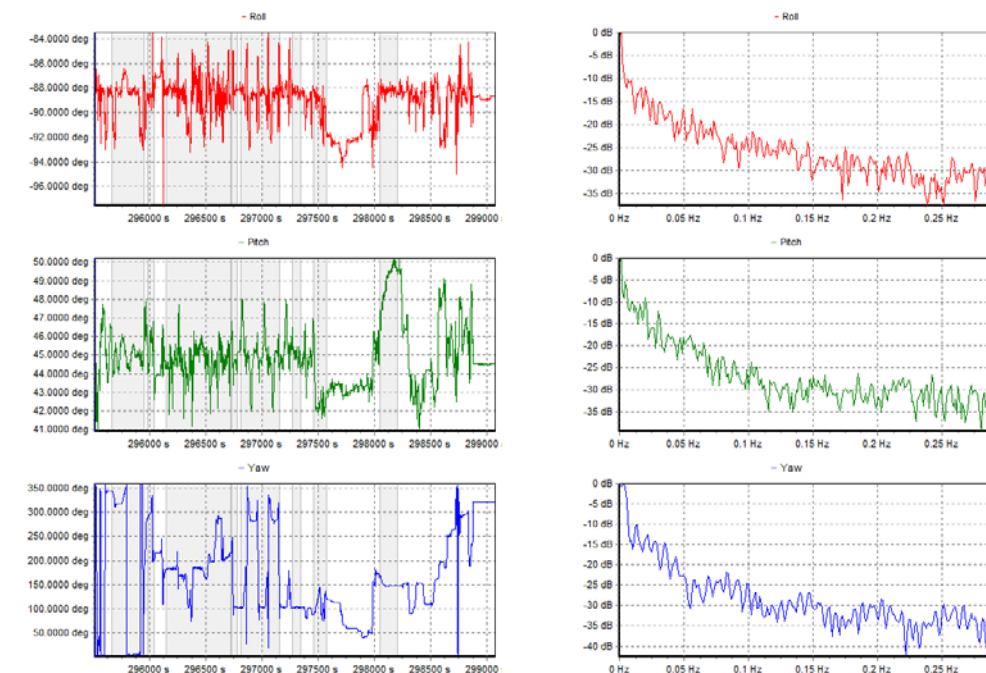 - Roll
-84.0000 deg
-86.0000 deg
-88.0000 deg
-90.0000 deg
-92.0000 deg
-94.0000 deg
-96.0000 deg
296000 s 296500 s 297000 s 297500 s 298000 s 298500 s 299000
- Roll
0 dB
-5 dB
-10 dB
-15 dB
-20 dB
-25 dB
-30 dB
-35 dB
0 Hz 0.05 Hz 0.1 Hz 0.15 Hz 0.2 Hz 0.25 Hz
- Pitch
50.0000 deg
48.0000 deg
46.0000 deg
45.0000 deg
44.0000 deg
43.0000 deg
42.0000 deg
41.0000 deg
296000 s 296500 s 297000 s 297500 s 298000 s 298500 s 299000
- Pitch
0 dB
-5 dB
-10 dB
-15 dB
-20 dB
-25 dB
-30 dB
-35 dB
0 Hz 0.05 Hz 0.1 Hz 0.15 Hz 0.2 Hz 0.25 Hz
- Yaw
350.0000 deg
300.0000 deg
250.0000 deg
200.0000 deg
150.0000 deg
100.0000 deg
50.0000 deg
296000 s 296500 s 297000 s 297500 s 298000 s 298500 s 299000
- Yaw
0 dB
-5 dB
-10 dB
-15 dB
-20 dB
-25 dB
-30 dB
-35 dB
-40 dB
0 Hz 0.05 Hz 0.1 Hz 0.15 Hz 0.2 Hz 0.25 Hz